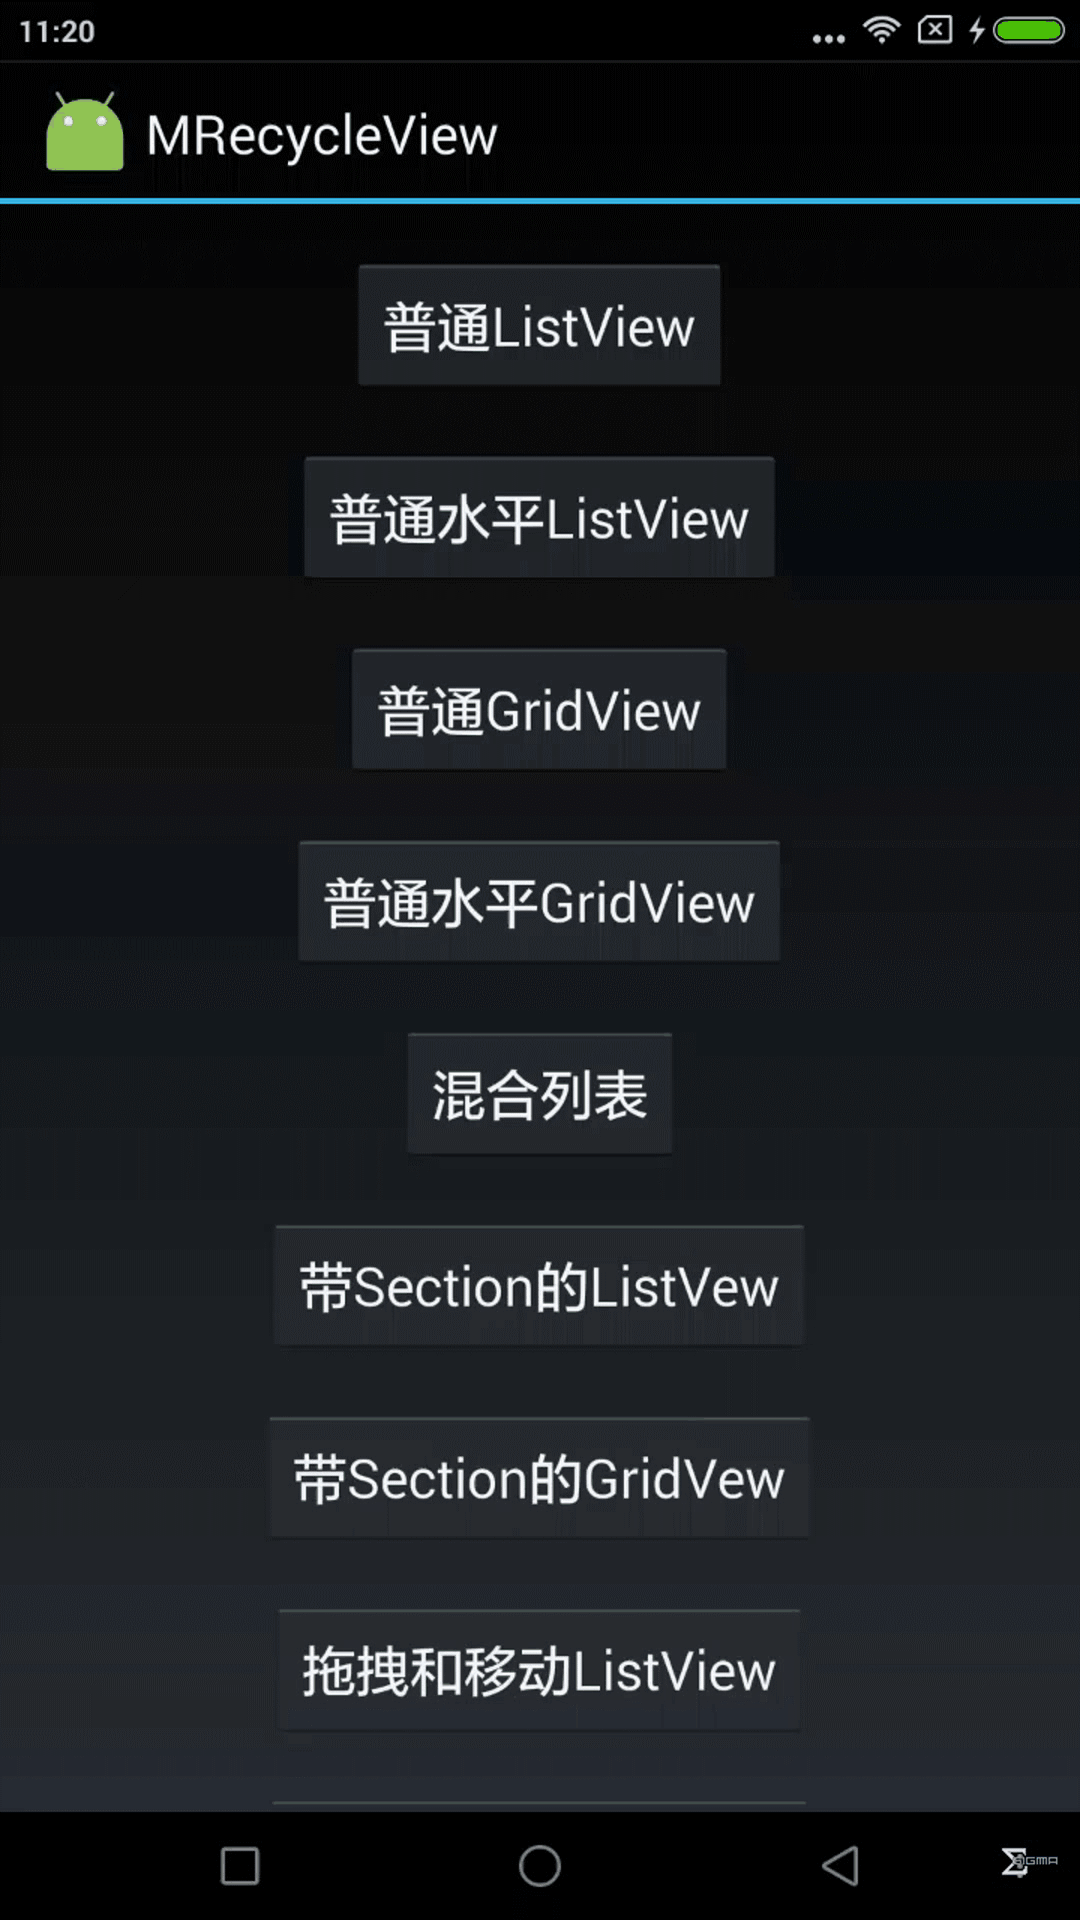 11:20
MRecycleView
普通ListView
普通水平ListView
普通GridView
普通水平GridView
混合列表
带Section的ListVew
带Section的GridVew
拖拽和移动ListView
ΣIGMA